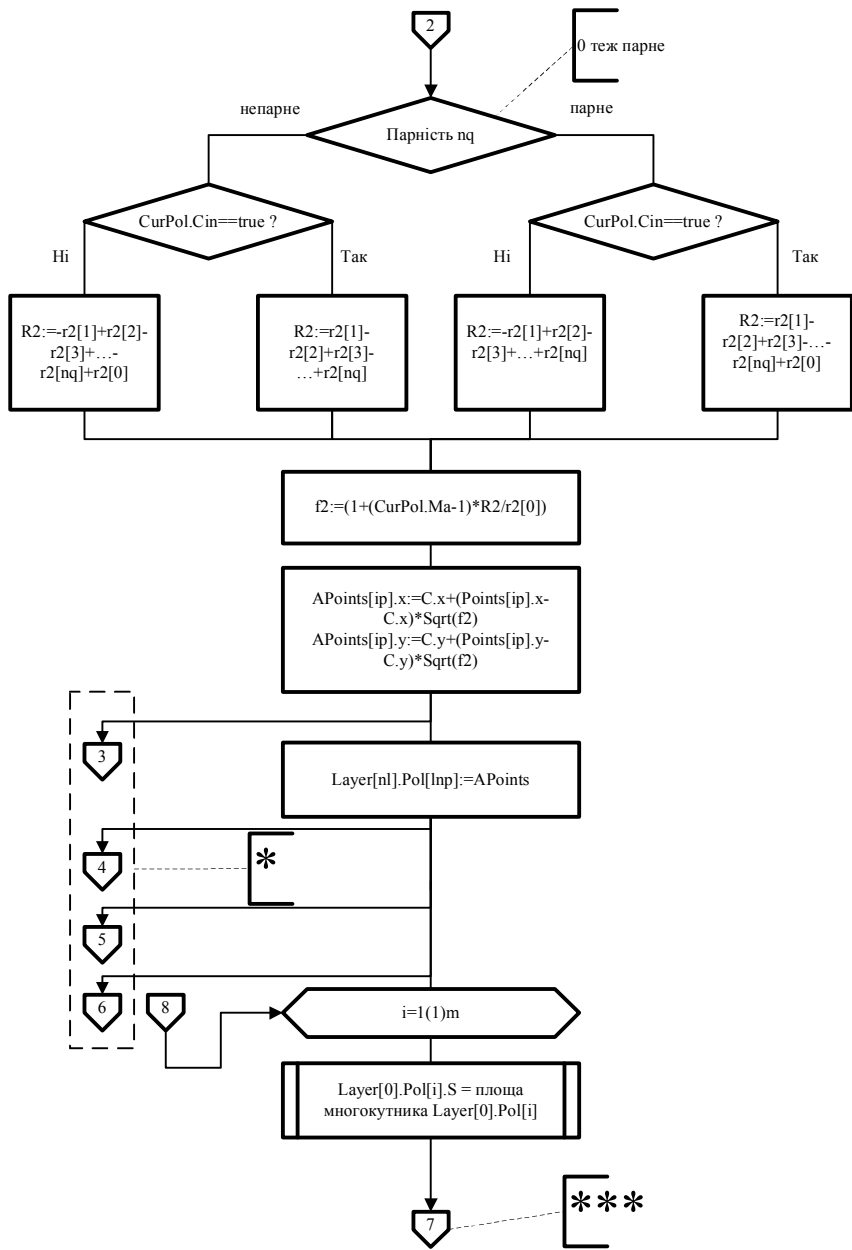 2
0 теж парне
непарне
парне
Парність nq
CurPol.Cin==true ?
CurPol.Cin==true ?
Ні
Так
Ні
Так
R2:=-r2[1]+r2[2]-
r2[3]+…-
r2[nq]+r2[0]
R2:=r2[1]-
r2[2]+r2[3]-
…+r2[nq]
R2:=-r2[1]+r2[2]-
r2[3]+…+r2[nq]
R2:=r2[1]-
r2[2]+r2[3]-…-
r2[nq]+r2[0]
f2:=(1+(CurPol.Ma-1)*R2/r2[0])
APoints[ip].x:=C.x+(Points[ip].x-
C.x)*Sqrt(f2)
APoints[ip].y:=C.y+(Points[ip].y-
C.y)*Sqrt(f2)
3
Layer[nl].Pol[lnp]:=APoints
4
*
5
6
8
i=1(1)m
Layer[0].Pol[i].S = площа
многокутника Layer[0].Pol[i]
7
***